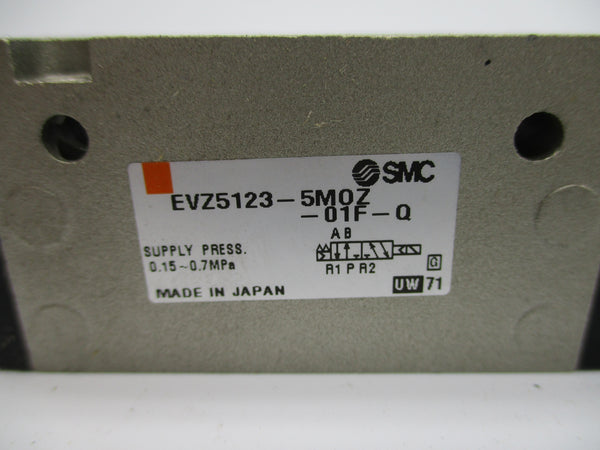 SMC
EVZ5123-5MOZ
-01F-Q
SUPPLY PRESS.
0.15~0.7MPa
A B
R1 P R2
G
MADE IN JAPAN
UW 71